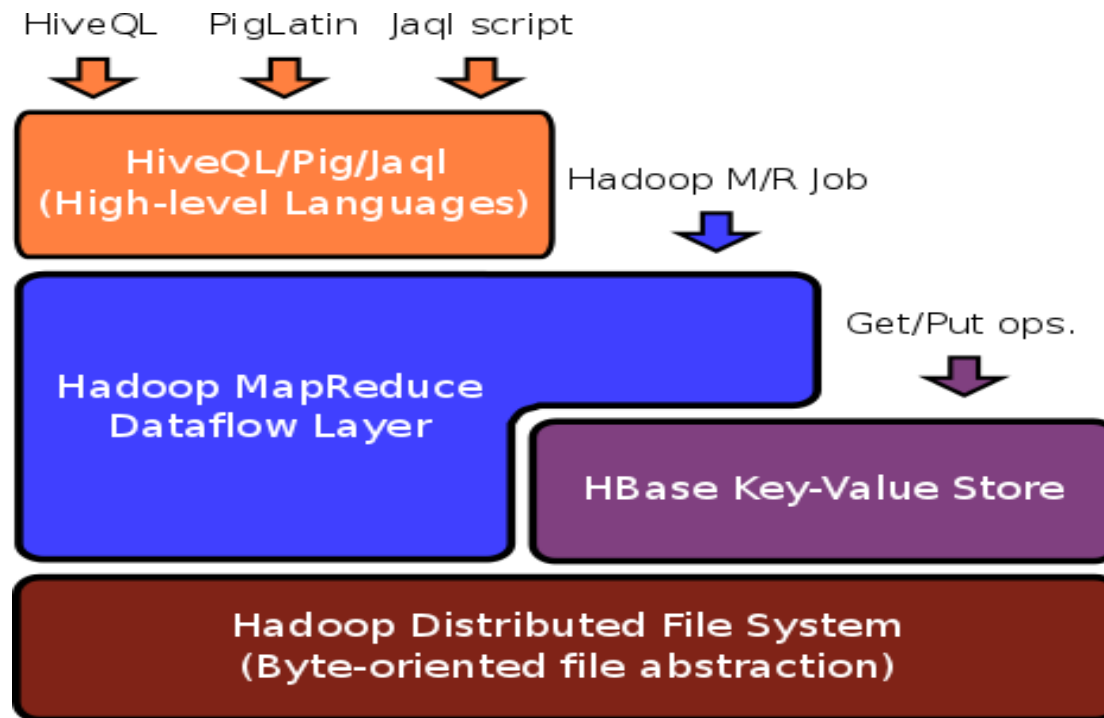 HiveQL PigLatin Jaql script
HiveQL/Pig/Jaql
(High-level Languages)
Hadoop M/R Job
Get/Put ops.
Hadoop MapReduce
Dataflow Layer
HBase Key-Value Store
Hadoop Distributed File System
(Byte-oriented file abstraction)